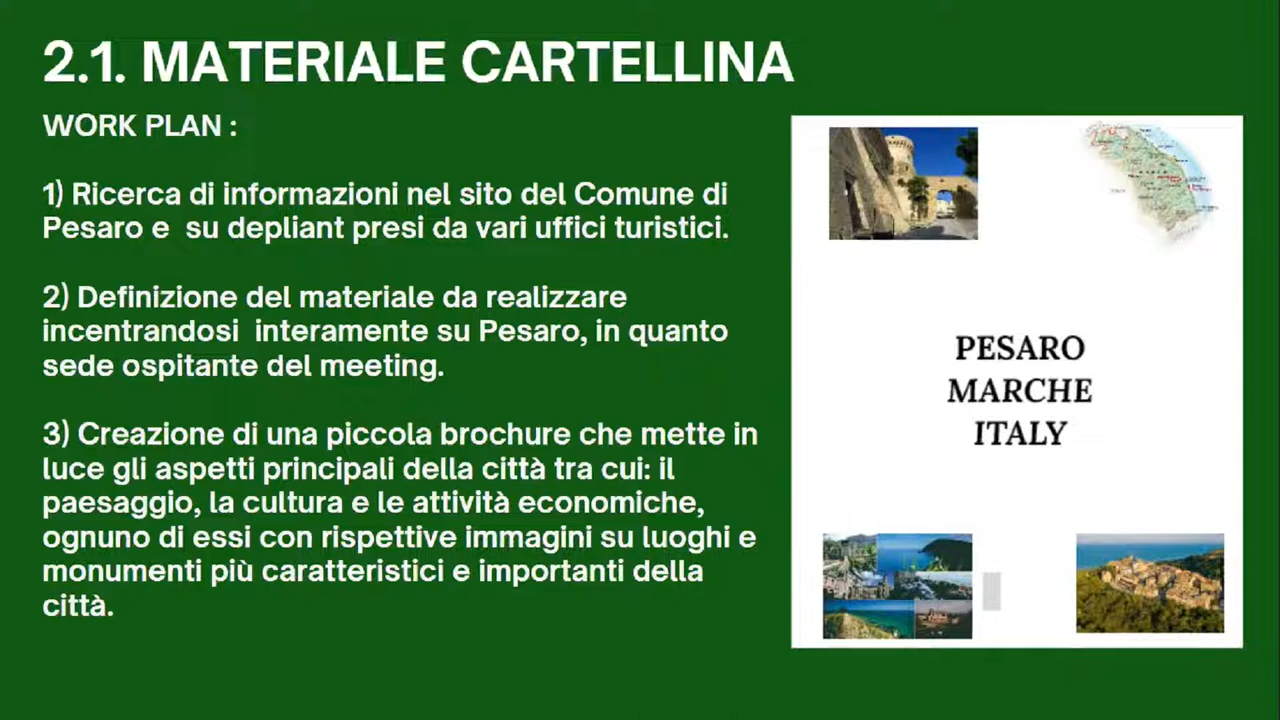 2.1. MATERIALE CARTELLINA
WORK PLAN :
1) Ricerca di informazioni nel sito del Comune di
Pesaro e su depliant presi da vari uffici turistici.
2) Definizione del materiale da realizzare
incentrandosi interamente su Pesaro, in quanto
sede ospitante del meeting.
3) Creazione di una piccola brochure che mette in
luce gli aspetti principali della città tra cui: il
paesaggio, la cultura e le attività economiche,
ognuno di essi con rispettive immagini su luoghi e
monumenti più caratteristici e importanti della
città.
PESARO
MARCHE
ITALY